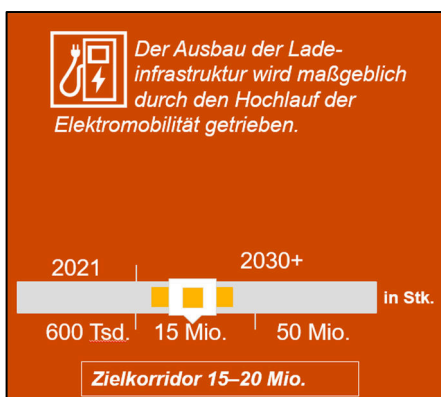 Der Ausbau der Lade-
infrastruktur wird maßgeblich
durch den Hochlauf der
Elektromobilität getrieben.
2021 2030+
in Stk.
600 Tsd. 15 Mio. 50 Mio.
Zielkorridor 15–20 Mio.